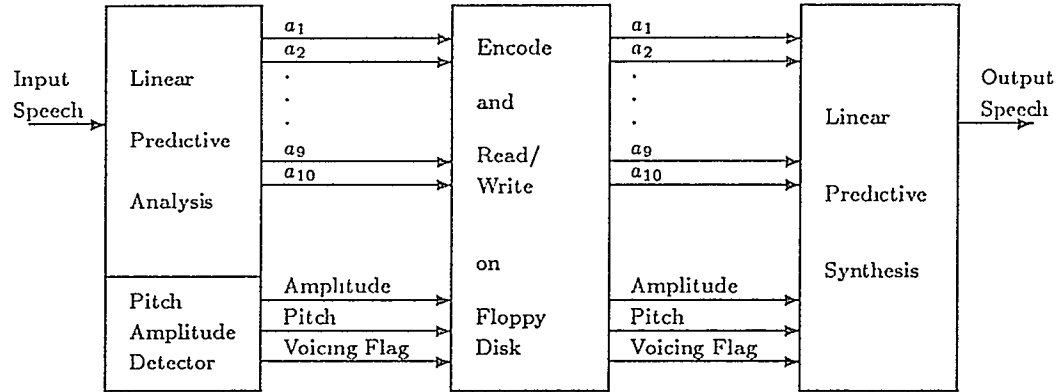 Input
Speech
Linear
Predictive
Analysis
Pitch
Amplitude
Detector
a1
a2
.
.
.
a9
a10
Amplitude
Pitch
Voicing Flag
Encode
and
Read/
Write
on
Floppy
Disk
a1
a2
.
.
.
a9
a10
Amplitude
Pitch
Voicing Flag
Linear
Predictive
Synthesis
Output
Speech